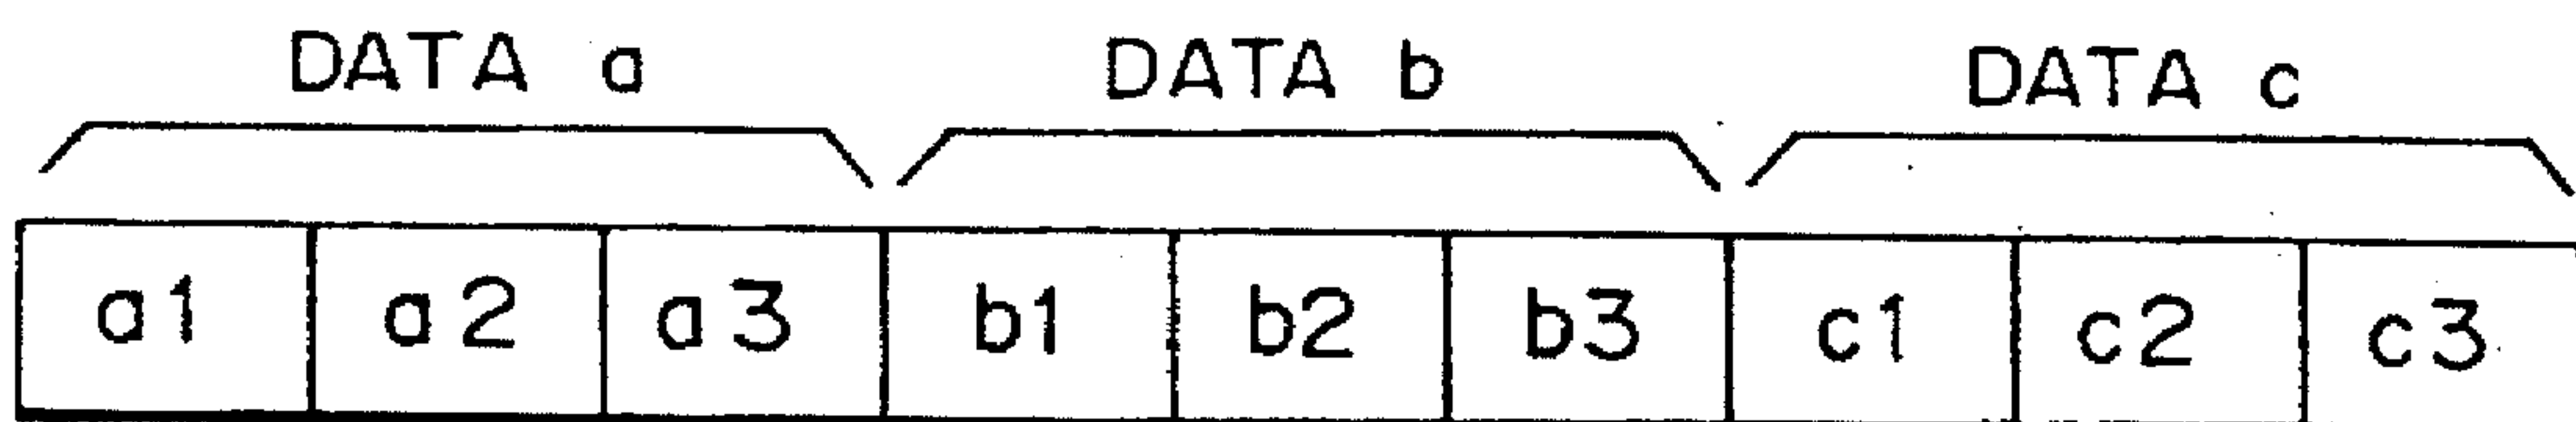 DATA a DATA b DATA c
a1 a2 a3 b1 b2 b3 c1 c2 c3